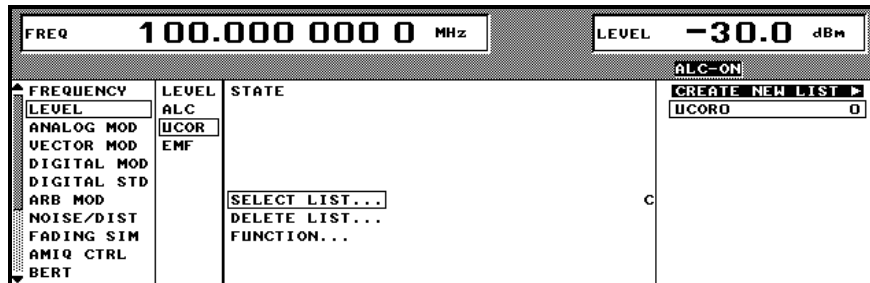 FREQ 100.000 000 0 MHz LEVEL -30.0 dBm
ALC-ON
FREQUENCY LEVEL STATE CREATE NEW LIST ►
LEVEL ALC UCOR0 0
ANALOG MOD UCOR
VECTOR MOD EMF
DIGITAL MOD
DIGITAL STD
ARB MOD SELECT LIST... C
NOISE/DIST DELETE LIST...
FADING SIM FUNCTION...
AMIQ CTRL
BERT